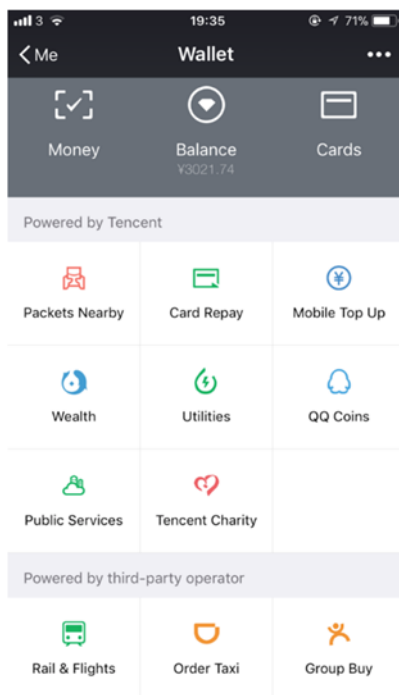 3 19:35 71%
Me Wallet
Money Balance Cards
¥3021.74
Powered by Tencent
Packets Nearby Card Repay Mobile Top Up
Wealth Utilities QQ Coins
Public Services Tencent Charity
Powered by third-party operator
Rail & Flights Order Taxi Group Buy